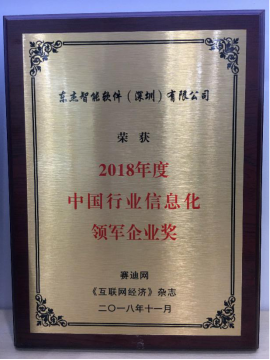 东杰智能软件（深圳）有限公司
荣获
2018年度
中国行业信息化
领军企业奖
赛迪网
《互联网经济》杂志
二〇一八年十一月